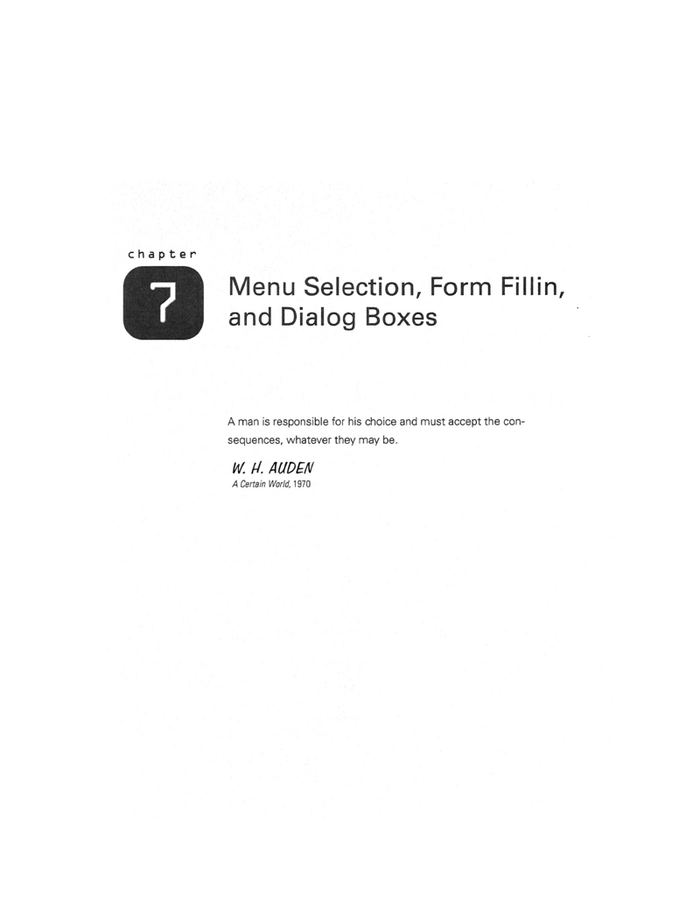 chapter
7
Menu Selection, Form Fillin,
and Dialog Boxes
A man is responsible for his choice and must accept the con-
sequences, whatever they may be.
W. H. AUDEN
A Certain World, 1970